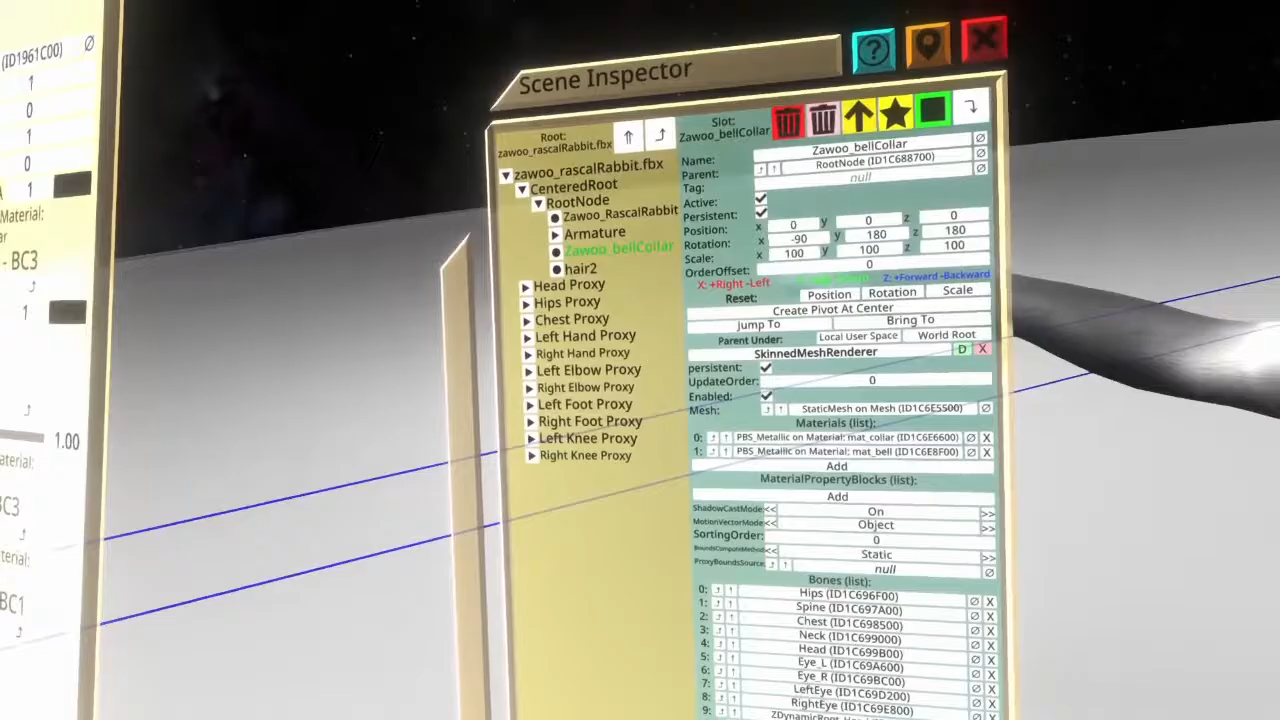 (ID1961C00) Ø
1
0
1
0
1
Material:
- BC3
1
1.00
aterial:
BC3
terial:
BC1
Scene Inspector
Root:
zawoo_rascalRabbit.fbx
zawoo_rascalRabbit.fbx
CenteredRoot
RootNode
Zawoo_RascalRabbit
Armature
Zawoo_bellCollar
hair2
Head Proxy
Hips Proxy
Chest Proxy
Left Hand Proxy
Right Hand Proxy
Left Elbow Proxy
Right Elbow Proxy
Left Foot Proxy
Right Foot Proxy
Left Knee Proxy
Right Knee Proxy
Slot:
Zawoo_bellCollar
Name: Zawoo_bellCollar Ø
Parent: RootNode (ID1C688700) Ø
Tag: null Ø
Active:
Persistent:
Position: x 0 y 0 z 0
Rotation: x -90 y 180 z 180
Scale: x 100 y 100 z 100
OrderOffset: 0
X: +Right -Left Z: +Forward -Backward
Reset: Position Rotation Scale
Create Pivot At Center
Jump To Bring To
Parent Under: Local User Space World Root
SkinnedMeshRenderer D X
persistent:
UpdateOrder: 0
Enabled:
Mesh: StaticMesh on Mesh (ID1C6E5500) Ø
Materials (list):
0: PBS_Metallic on Material: mat_collar (ID1C6E6600) Ø X
1: PBS_Metallic on Material: mat_bell (ID1C6E8F00) Ø X
Add
MaterialPropertyBlocks (list):
Add
ShadowCastMode: << On >>
MotionVectorMode: << Object >>
SortingOrder: 0
BoundsComputeMethod: << Static >>
ProxyBoundsSource: null Ø
Bones (list):
0: Hips (ID1C696F00) Ø X
1: Spine (ID1C697A00) Ø X
2: Chest (ID1C698500) Ø X
3: Neck (ID1C699000) Ø X
4: Head (ID1C699B00) Ø X
5: Eye_L (ID1C69A600) Ø X
6: Eye_R (ID1C69BC00) Ø X
7: LeftEye (ID1C69D200) Ø X
8: RightEye (ID1C69E800) Ø X
9: